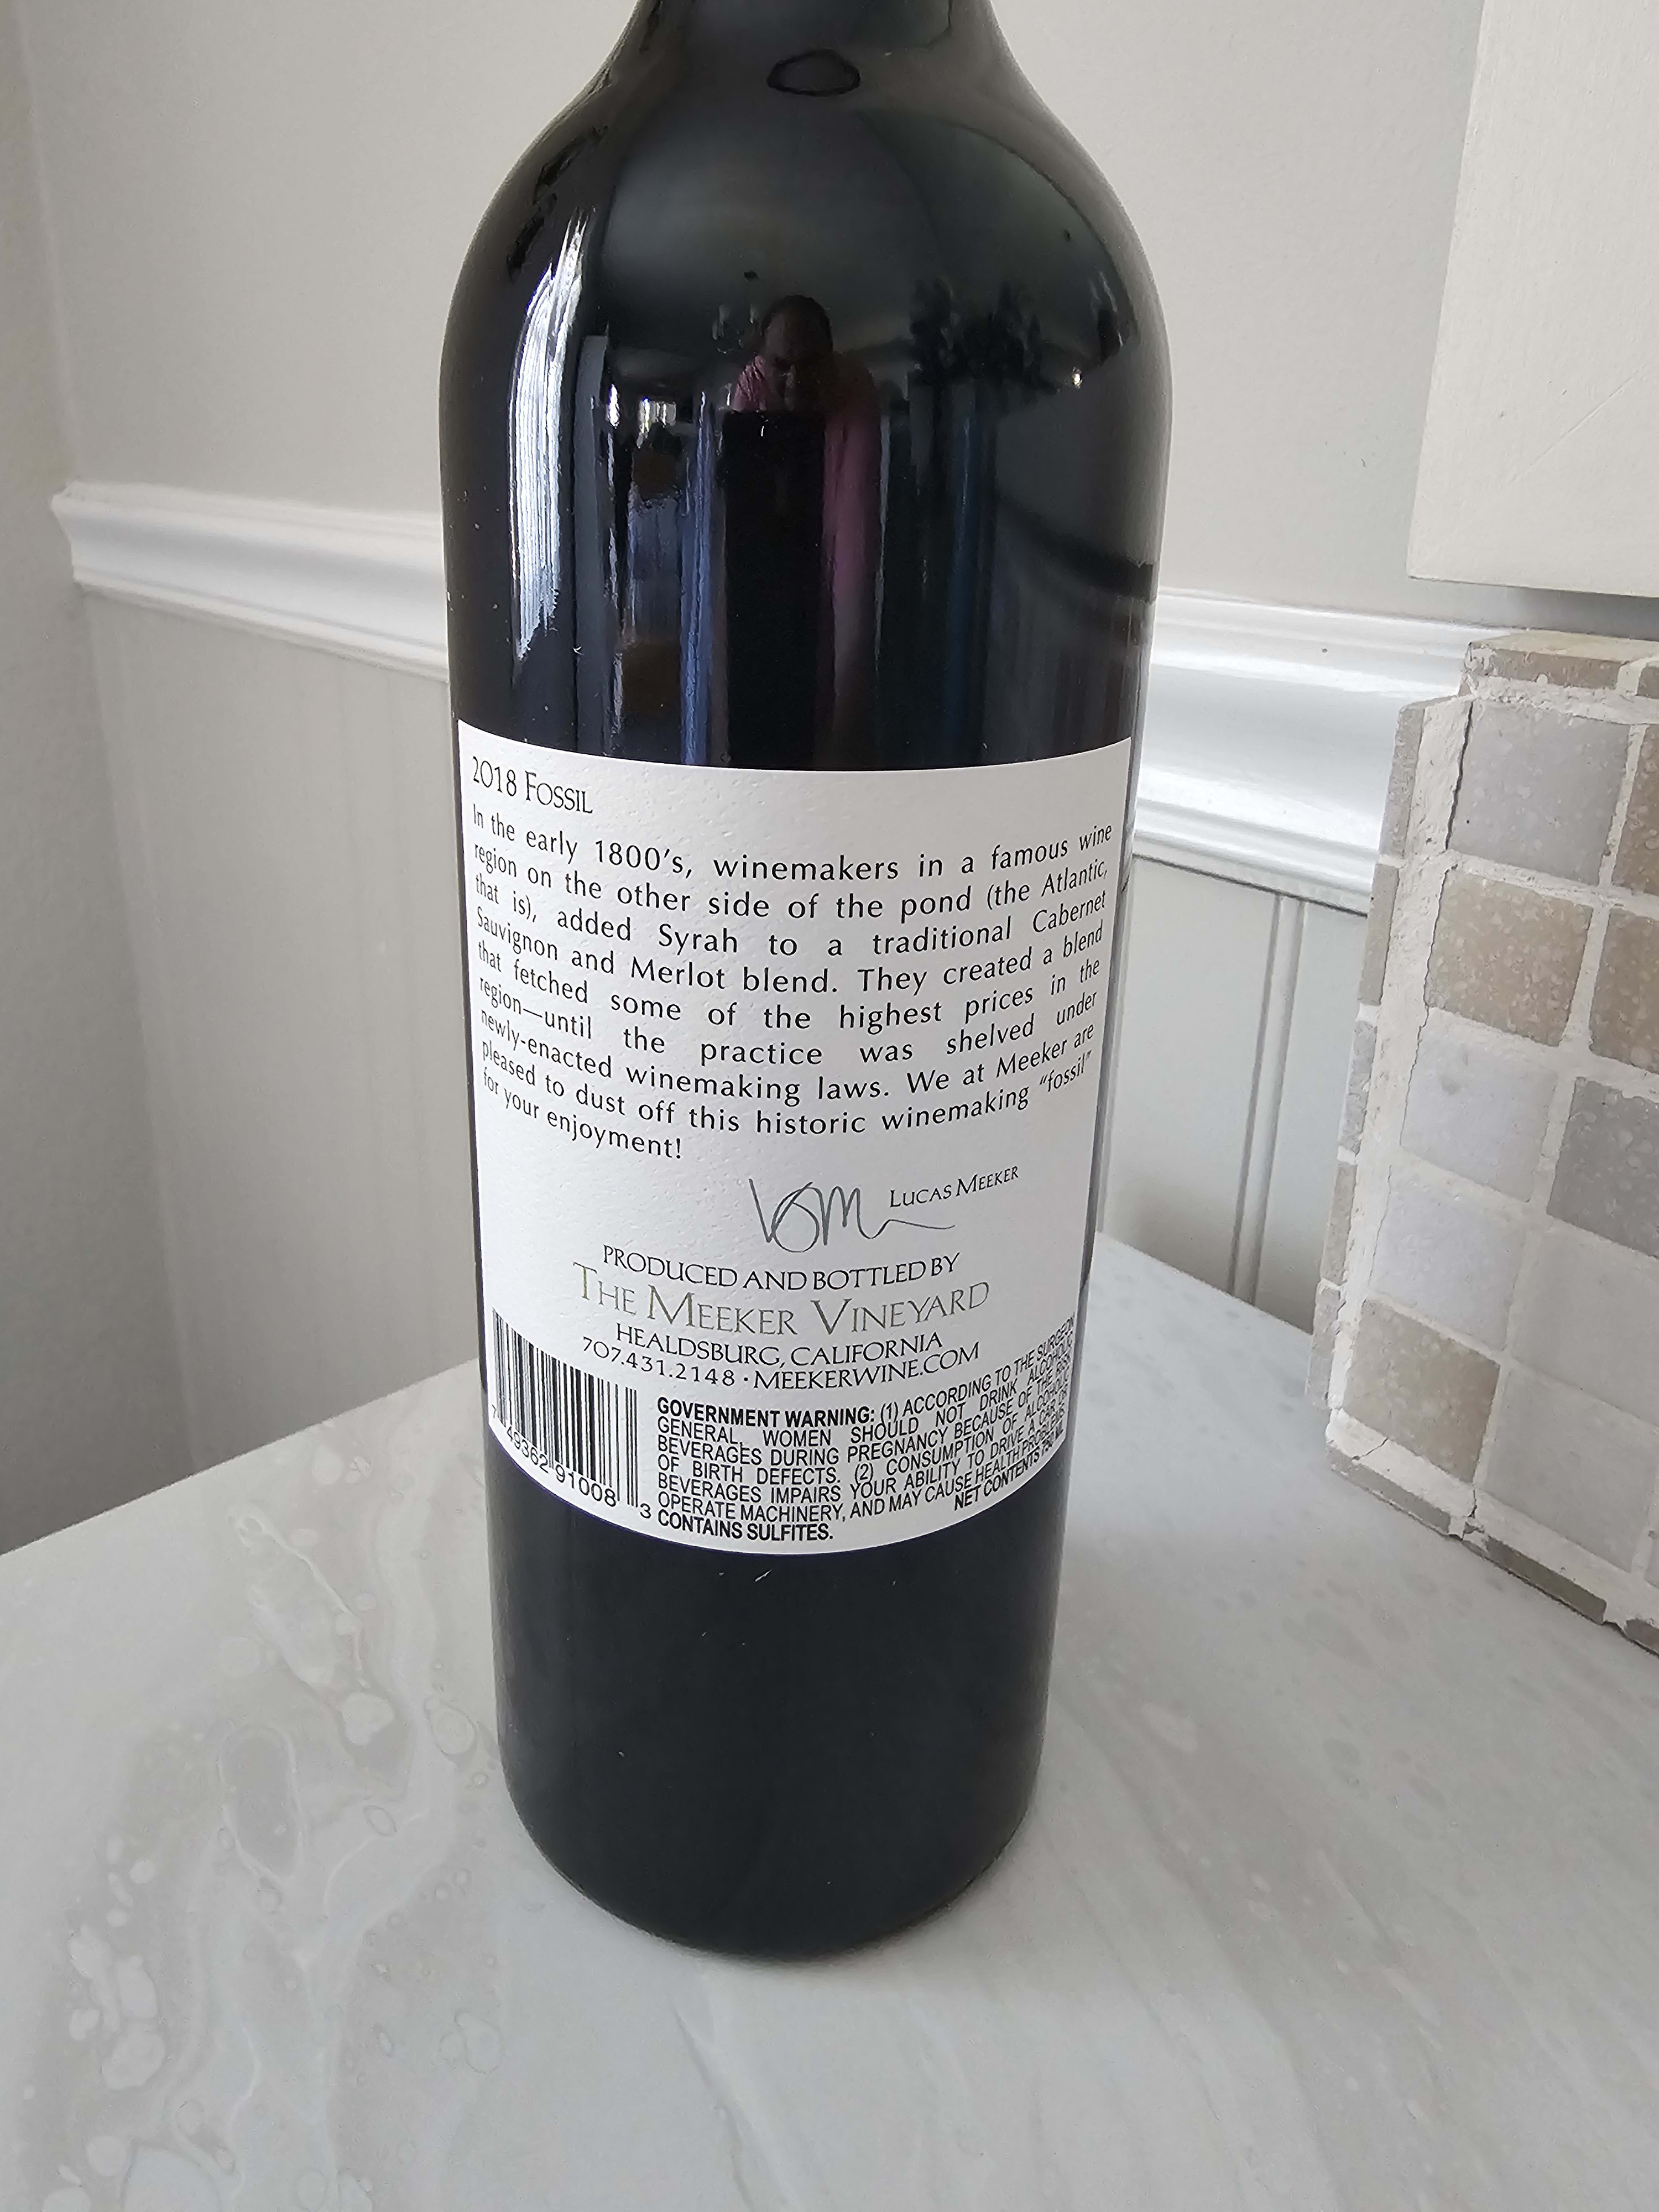 2018 FOSSIL
In the early 1800's, winemakers in a famous wine
region on the other side of the pond (the Atlantic,
that is), added Syrah to a traditional Cabernet
Sauvignon and Merlot blend. They created a blend
that fetched some of the highest prices in the
region—until the practice was shelved under
newly-enacted winemaking laws. We at Meeker are
pleased to dust off this historic winemaking "fossil"
for your enjoyment!
LUCAS MEEKER
PRODUCED AND BOTTLED BY
THE MEEKER VINEYARD
HEALDSBURG, CALIFORNIA
707.431.2148 · MEEKERWINE.COM
GOVERNMENT WARNING: (1) ACCORDING TO THE SURGEON
GENERAL, WOMEN SHOULD NOT DRINK ALCOHOLIC
BEVERAGES DURING PREGNANCY BECAUSE OF THE RISK
OF BIRTH DEFECTS. (2) CONSUMPTION OF ALCOHOLIC
BEVERAGES IMPAIRS YOUR ABILITY TO DRIVE A CAR OR
OPERATE MACHINERY, AND MAY CAUSE HEALTH PROBLEMS.
CONTAINS SULFITES. NET CONTENTS 750 ML
7 49362 91008 3